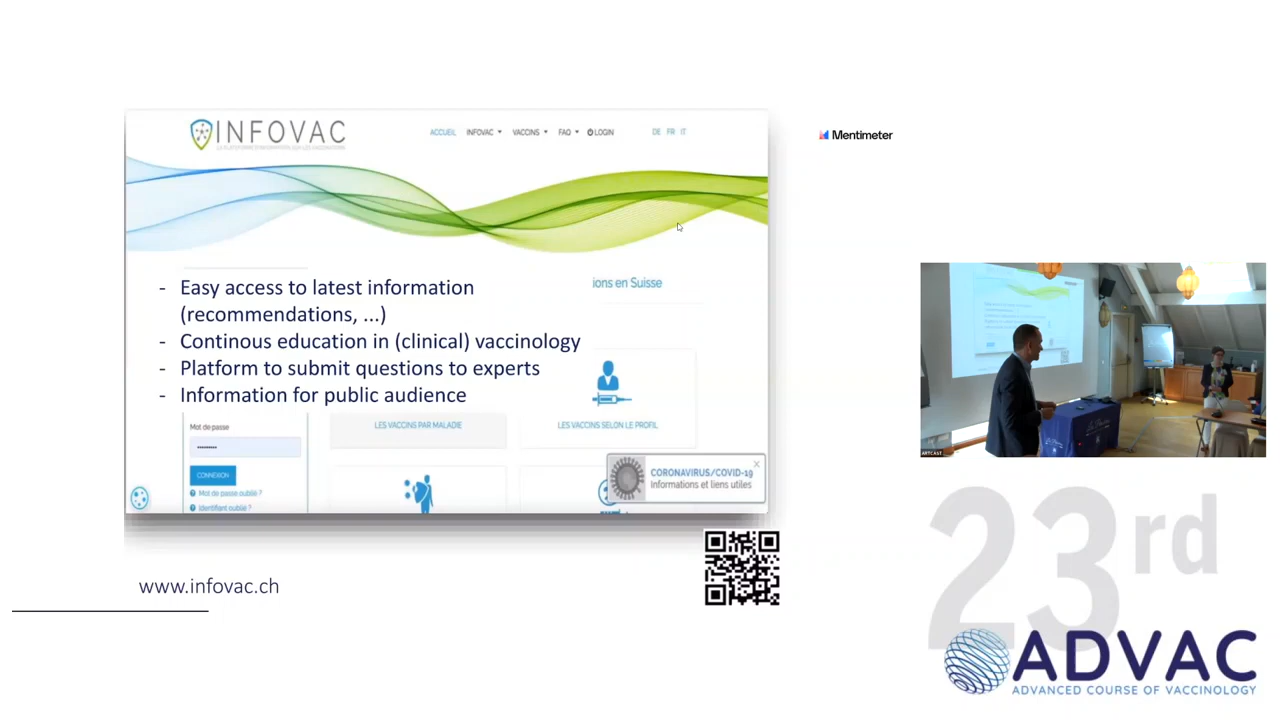 INFOVAC
ACCUEIL INFOVAC VACCINS FAQ LOGIN DE FR IT
Mentimeter
ions en Suisse
- Easy access to latest information
(recommendations, ...)
- Continous education in (clinical) vaccinology
- Platform to submit questions to experts
- Information for public audience
Mot de passe
LES VACCINS PAR MALADIE
LES VACCINS SELON LE PROFIL
CONNEXION
Mot de passe oublié ?
Identifiant oublié ?
CORONAVIRUS/COVID-19
Informations et liens utiles
www.infovac.ch
ARTCAST
23rd
ADVAC
ADVANCED COURSE OF VACCINOLOGY